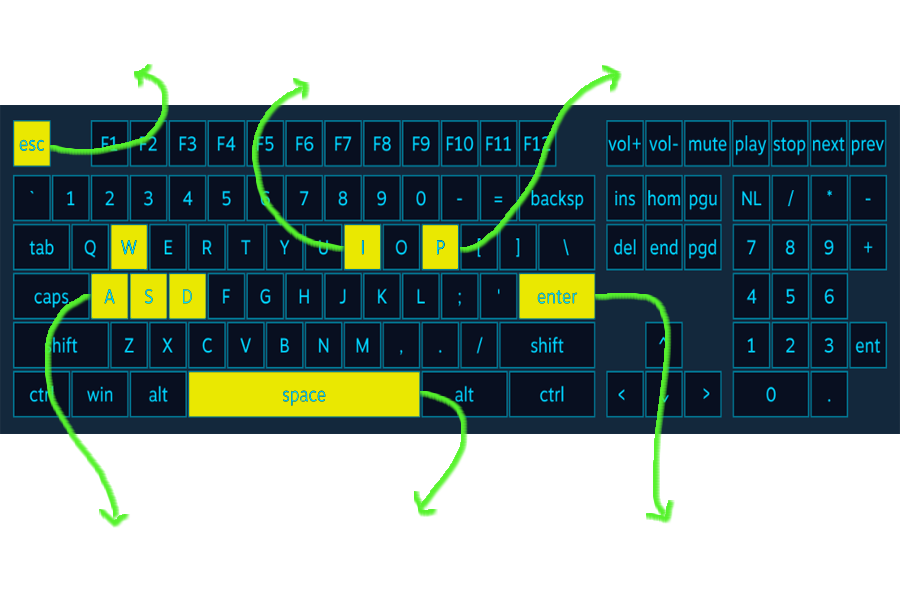 esc F1 F2 F3 F4 F5 F6 F7 F8 F9 F10 F11 F12 vol+ vol- mute play stop next prev
` 1 2 3 4 5 6 7 8 9 0 - = backsp ins hom pgu NL / * -
tab Q W E R T Y U I O P [ ] \ del end pgd 7 8 9 +
caps A S D F G H J K L ; ' enter 4 5 6
shift Z X C V B N M , . / shift ^ 1 2 3 ent
ctrl win alt space alt ctrl < v > 0 .